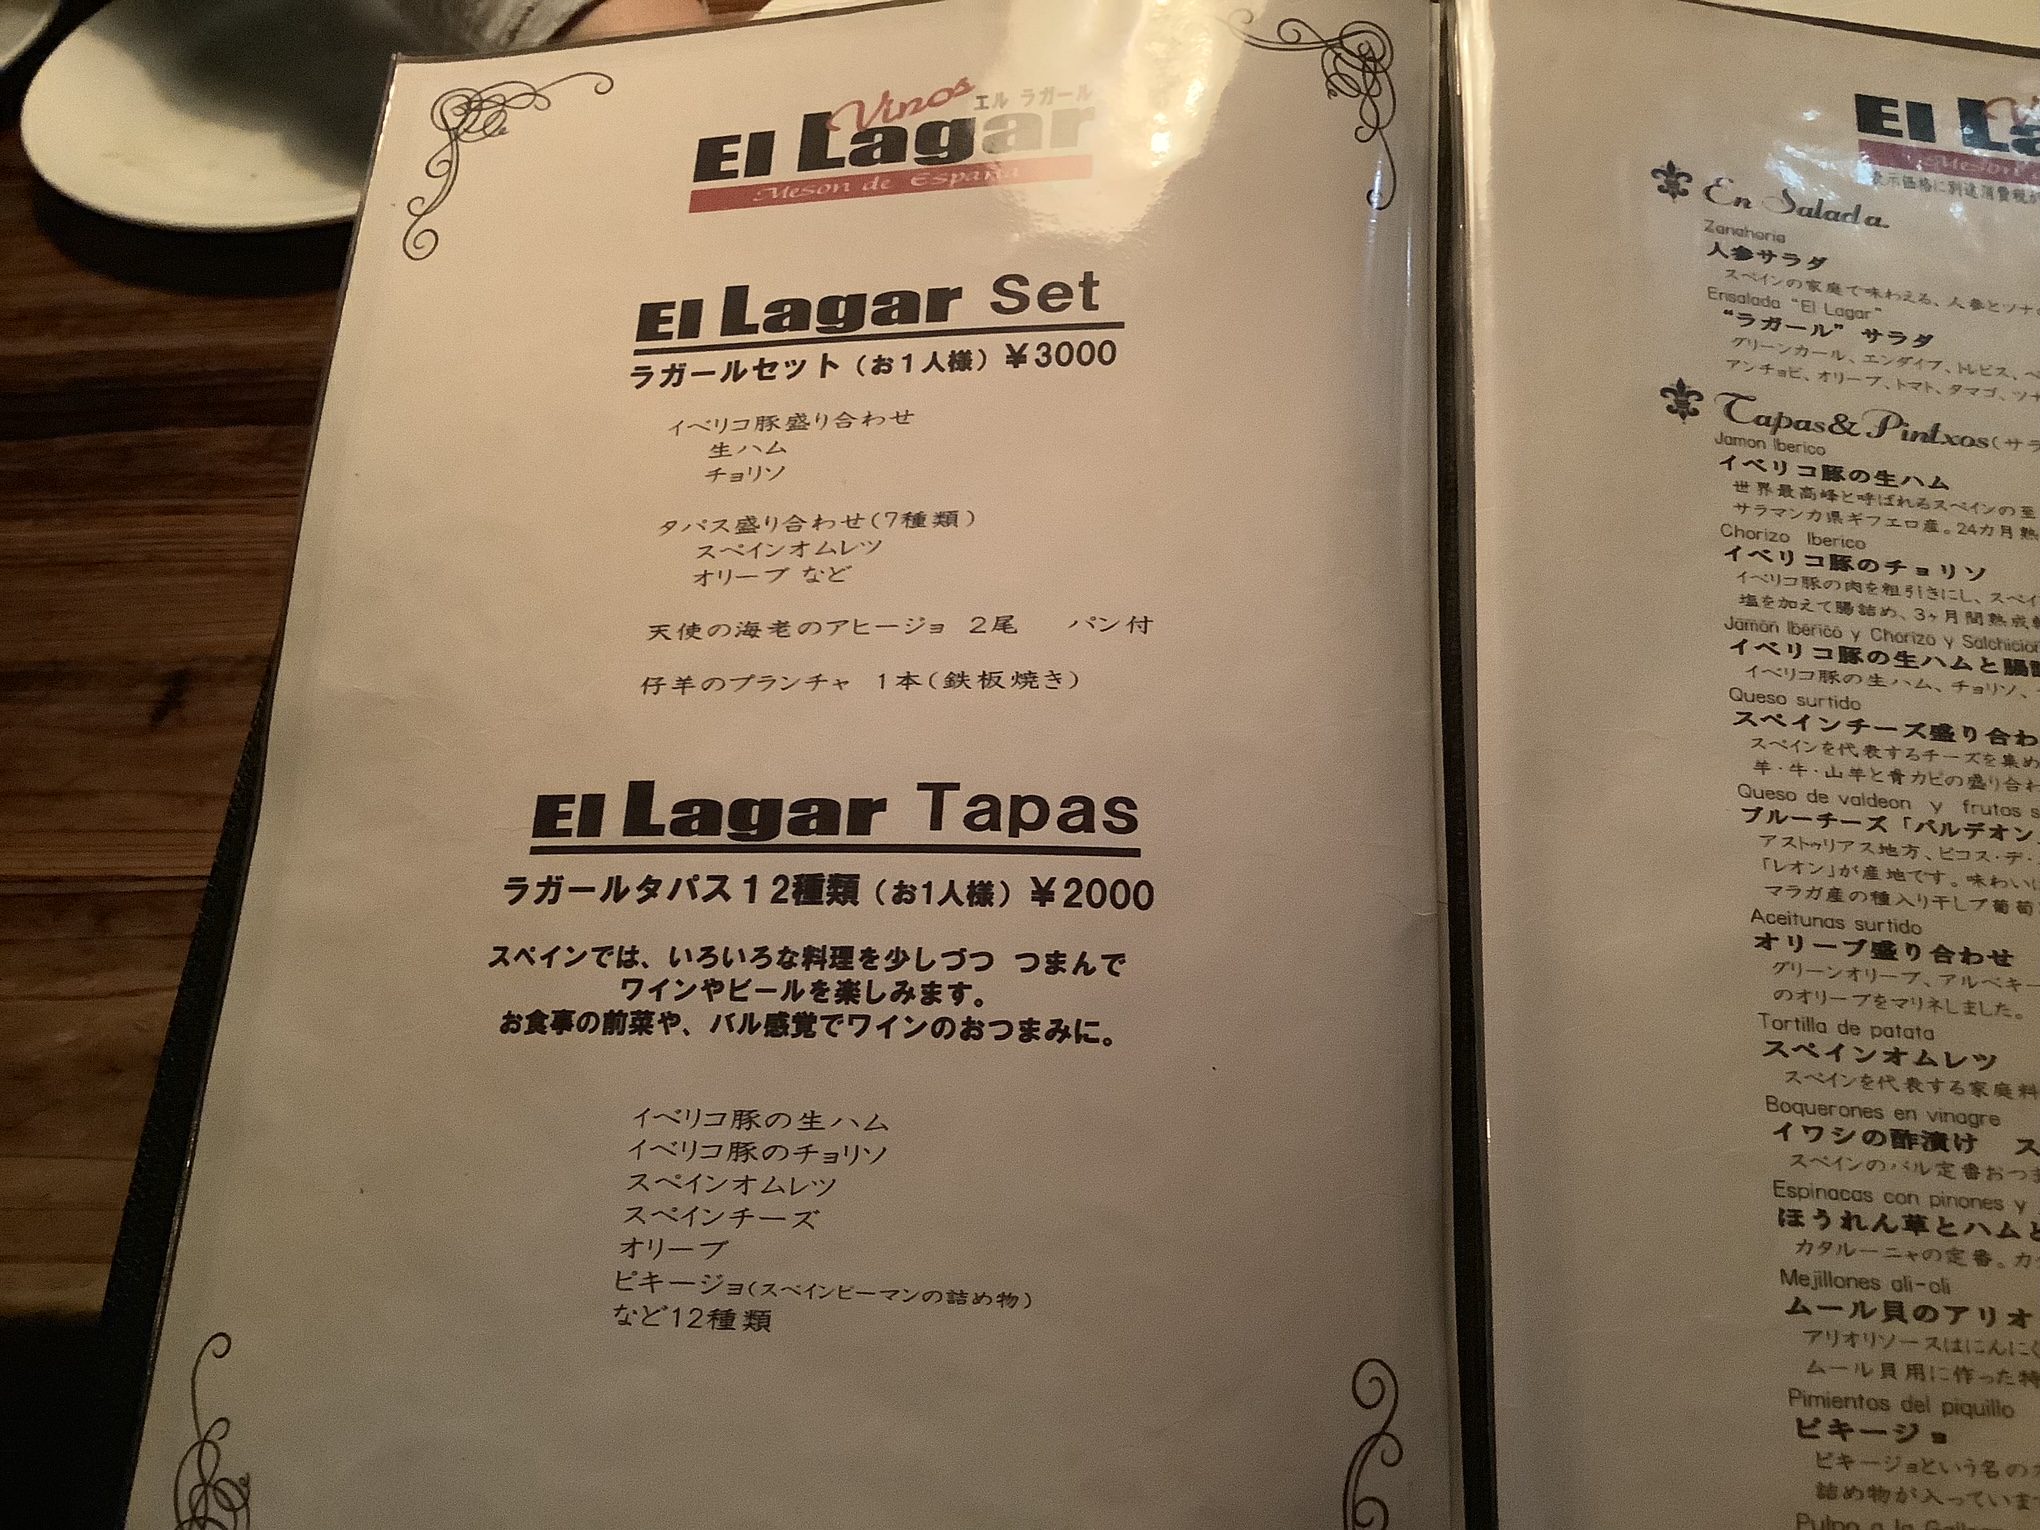 Vinos エル ラガール
El Lagar
Meson de España
El Lagar Set
ラガールセット（お1人様）￥3000
イベリコ豚盛り合わせ
生ハム
チョリソ
タパス盛り合わせ（7種類）
スペインオムレツ
オリーブ など
天使の海老のアヒージョ 2尾 パン付
仔羊のプランチャ 1本（鉄板焼き）
El Lagar Tapas
ラガールタパス12種類（お1人様）￥2000
スペインでは、いろいろな料理を少しづつ つまんで
ワインやビールを楽しみます。
お食事の前菜や、バル感覚でワインのおつまみに。
イベリコ豚の生ハム
イベリコ豚のチョリソ
スペインオムレツ
スペインチーズ
オリーブ
ピキージョ（スペインピーマンの詰め物）
など12種類
El La
表示価格に別途消費税が
En Salada.
Zanahoria
人参サラダ
スペインの家庭で味わえる、人参とツナ
Ensalada "El Lagar"
“ラガール” サラダ
グリーンカール、エンダイブ、トレビス、ベ
アンチョビ、オリーブ、トマト、タマゴ、ツナ
Tapas&Pintxos（サラ
Jamon Iberico
イベリコ豚の生ハム
世界最高峰と呼ばれるスペインの至
サラマンカ県ギフエロ産。24カ月熟
Chorizo Iberico
イベリコ豚のチョリソ
イベリコ豚の肉を粗引きにし、スペイ
塩を加えて腸詰め、3ヶ月間熟成
Jamon Iberico y Chorizo y Salchicion
イベリコ豚の生ハムと腸
イベリコ豚の生ハム、チョリソ、
Queso surtido
スペインチーズ盛り合わ
スペインを代表するチーズを集め
羊・牛・山羊と青カビの盛り合わ
Queso de valdeon y frutos s
ブルーチーズ「バルデオン」
アストゥリアス地方、ピコス・デ・
「レオン」が産地です。味わい
マラガ産の種入り干しブ葡萄
Aceitunas surtido
オリーブ盛り合わせ
グリーンオリーブ、アルベキー
のオリーブをマリネしました。
Tortilla de patata
スペインオムレツ
スペインを代表する家庭料
Boquerones en vinagre
イワシの酢漬け ス
スペインのバル定番おつま
Espinacas con pinones y
ほうれん草とハムと
カタルーニャの定番。カ
Mejillones ali-oli
ムール貝のアリオ
アリオリソースはにんにく
ムール貝用に作った特
Pimientos del piquillo
ピキージョ
ピキージョという名の
詰め物が入っていま
Pulpo a la